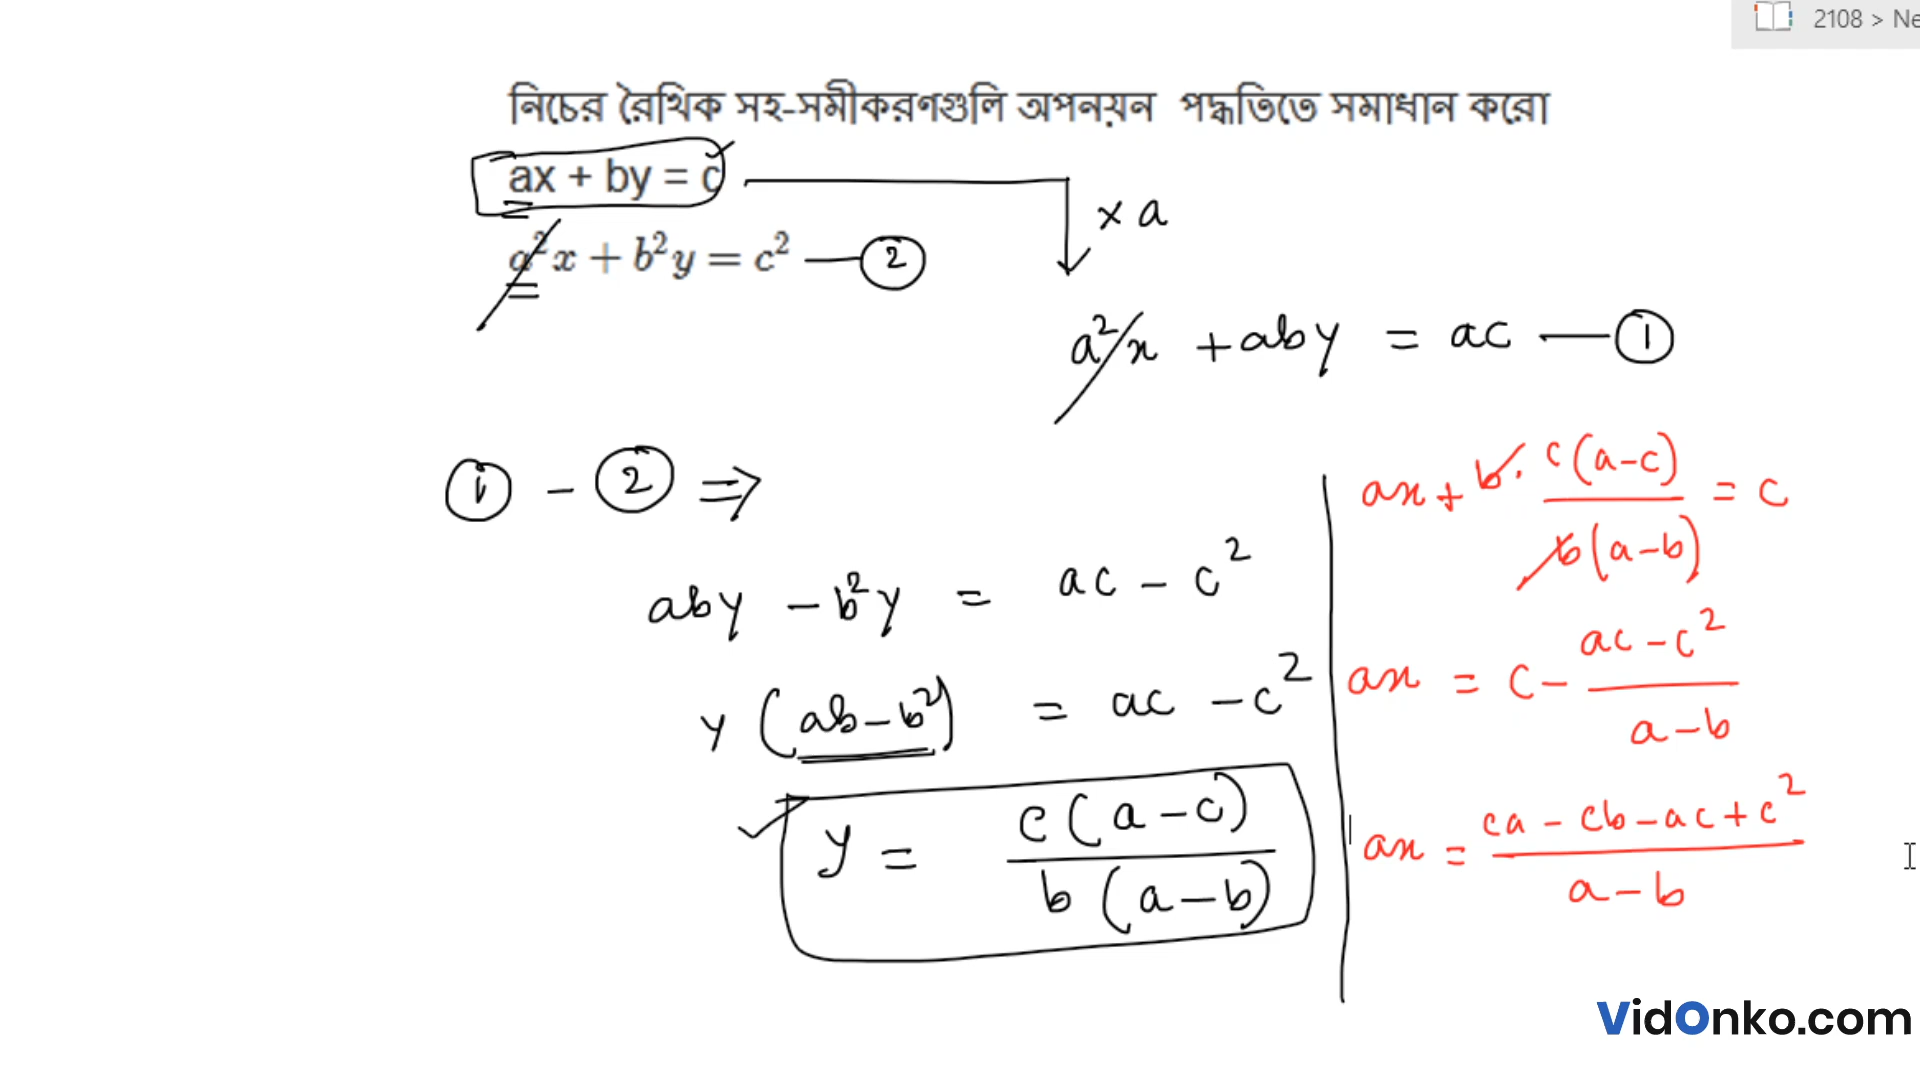 2108 > Ne
নিচের রৈখিক সহ-সমীকরণগুলি অপনয়ন পদ্ধতিতে সমাধান করো
ax + by = c
× a
a²x + b²y = c² — ②
a²x + aby = ac — ①
① - ② ⇒
aby - b²y = ac - c²
y (ab - b²) = ac - c²
y = c(a-c) / b(a-b)
ax + b. c(a-c) / b(a-b) = c
ax = c - ac-c² / a-b
ax = ca - cb - ac + c² / a-b
VidOnko.com